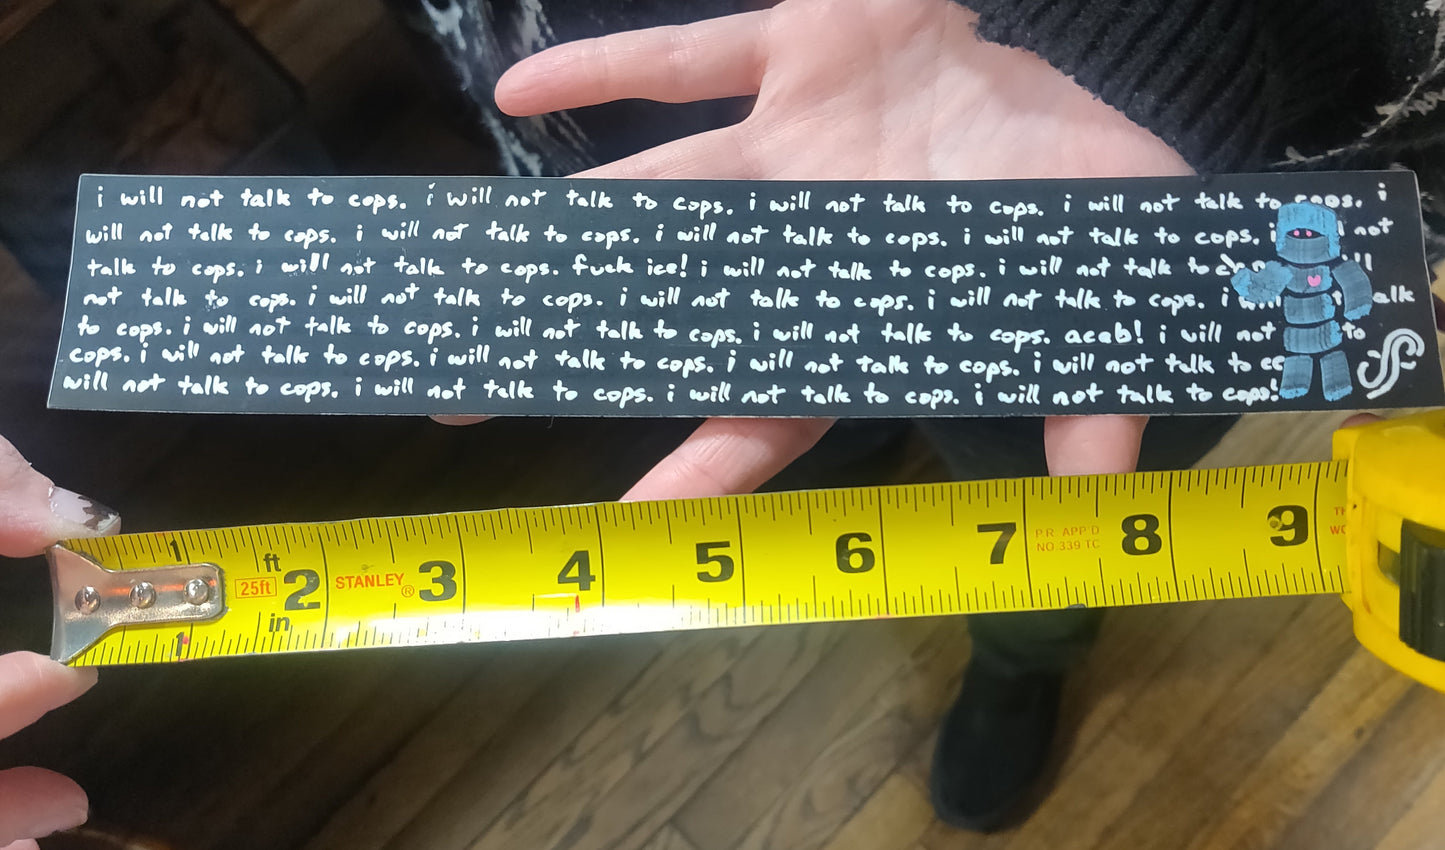 i will not talk to cops. i will not talk to cops. i will not talk to cops. i will not talk to cops. i
will not talk to cops. i will not talk to cops. i will not talk to cops. i will not talk to cops. i not
talk to cops. i will not talk to cops. fuck ice! i will not talk to cops. i will not talk to
not talk to cops. i will not talk to cops. i will not talk to cops. i will not talk to cops. i will talk
to cops. i will not talk to cops. i will not talk to cops. i will not talk to cops. acab! i will not to
cops. i will not talk to cops. i will not talk to cops. i will not talk to cops. i will not talk to
will not talk to cops. i will not talk to cops. i will not talk to cops. i will not talk to cops!
1 ft 25ft 2 STANLEY® 3 4 5 6 7 P.R. APP'D 8 9
in NO.339 TC
1